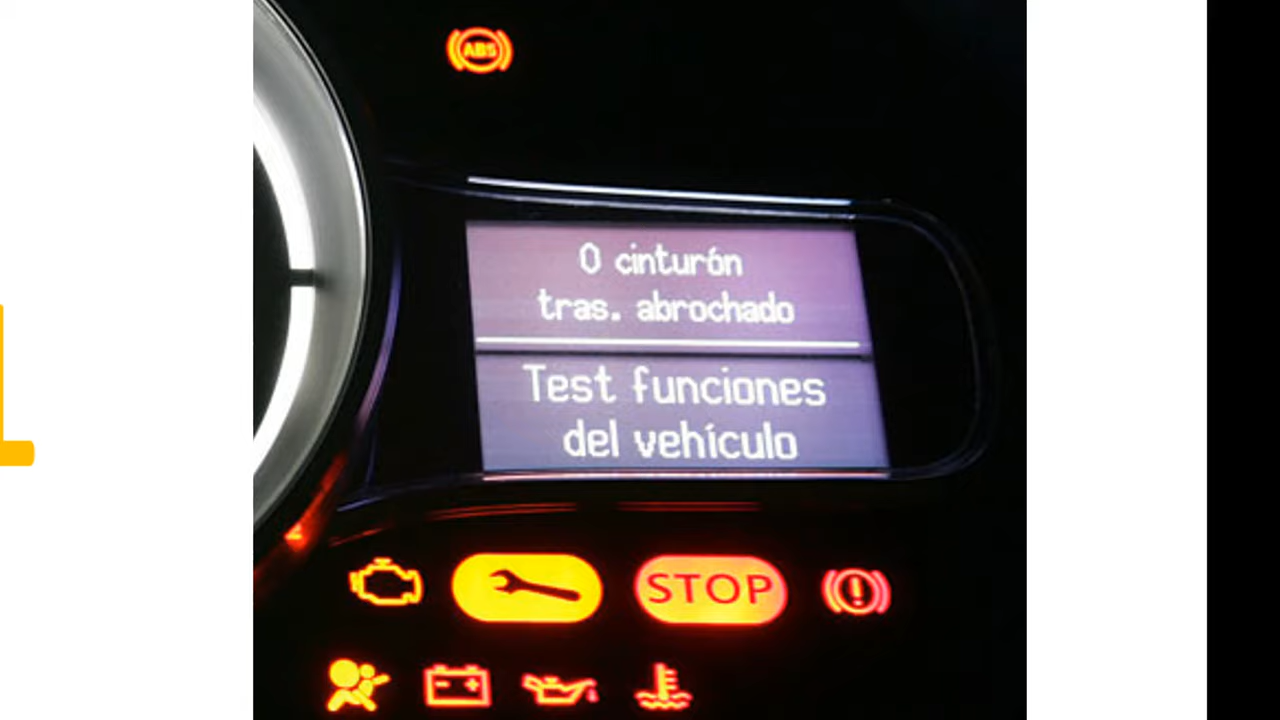 ABS
0 cinturón
tras. abrochado
Test funciones
del vehículo
STOP